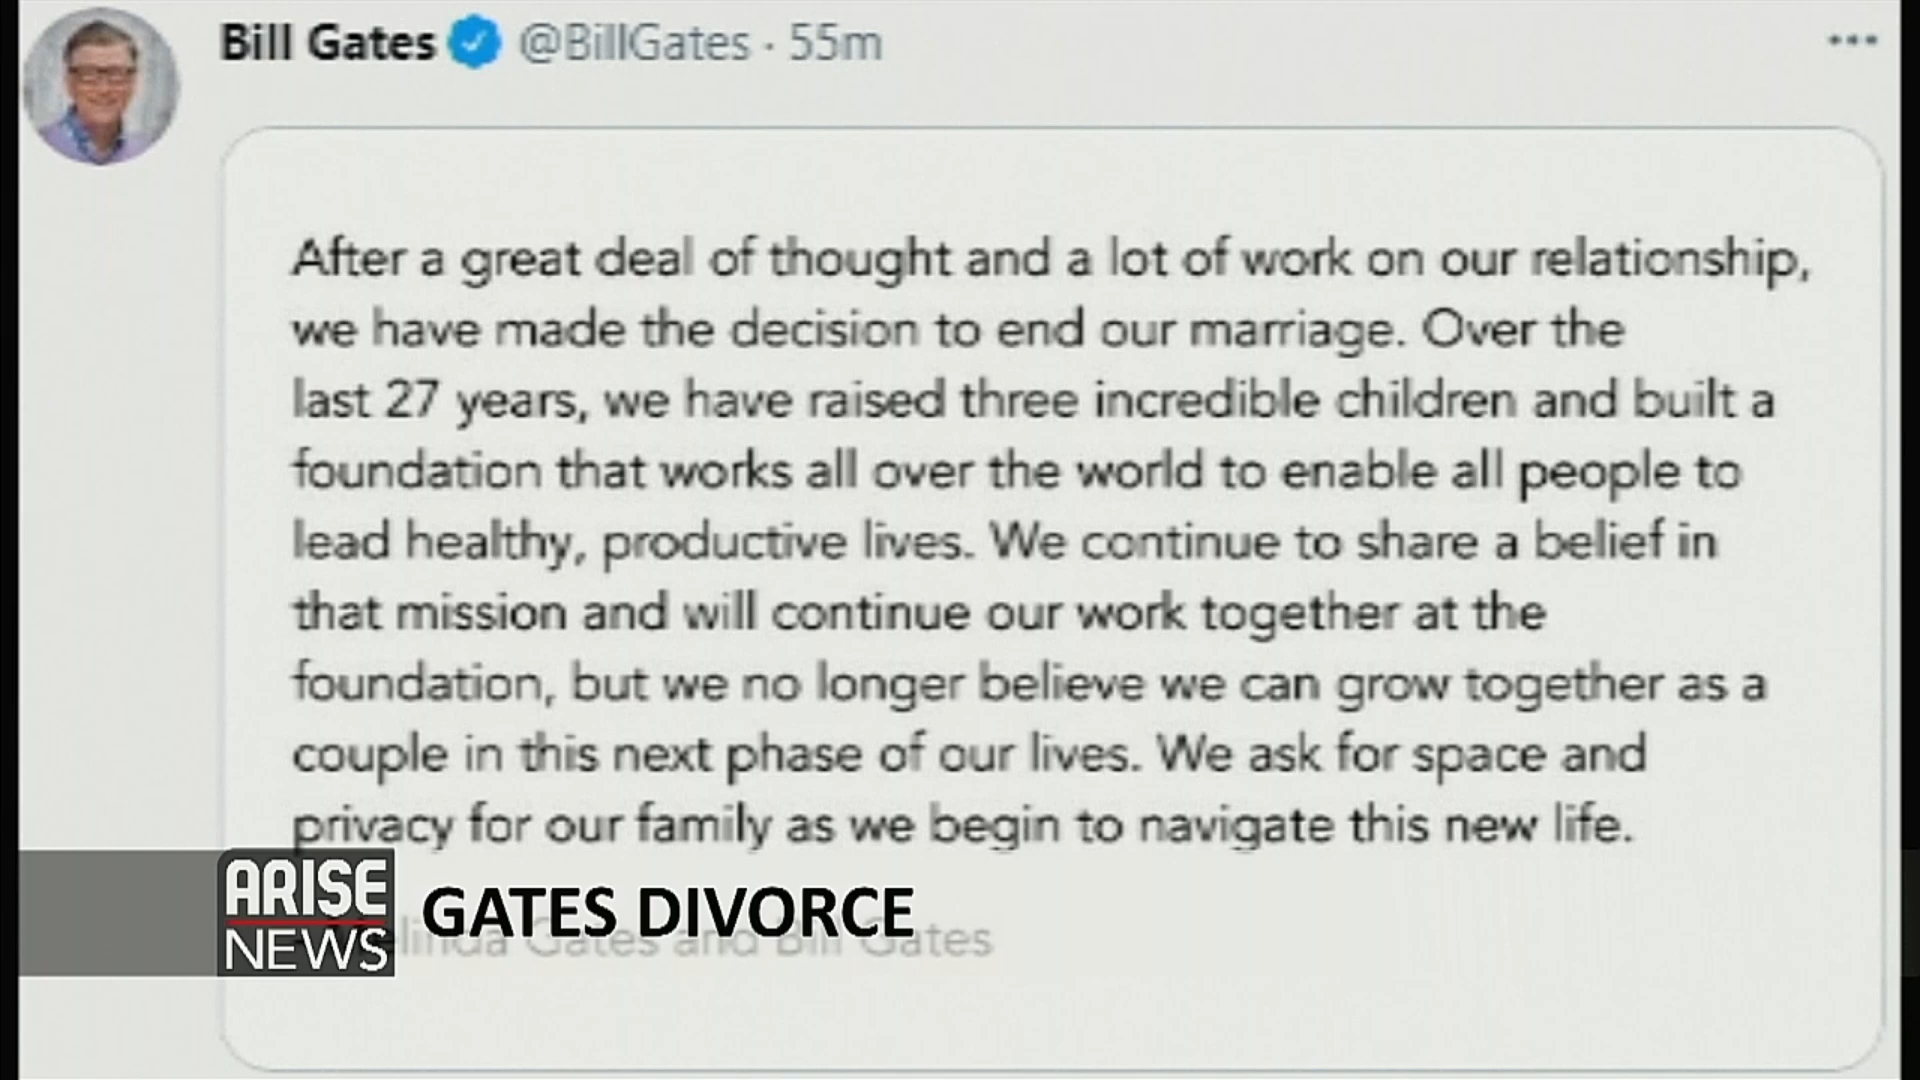 Bill Gates @BillGates · 55m
After a great deal of thought and a lot of work on our relationship,
we have made the decision to end our marriage. Over the
last 27 years, we have raised three incredible children and built a
foundation that works all over the world to enable all people to
lead healthy, productive lives. We continue to share a belief in
that mission and will continue our work together at the
foundation, but we no longer believe we can grow together as a
couple in this next phase of our lives. We ask for space and
privacy for our family as we begin to navigate this new life.
ARISE
NEWS
GATES DIVORCE
Gates and Bill Gates